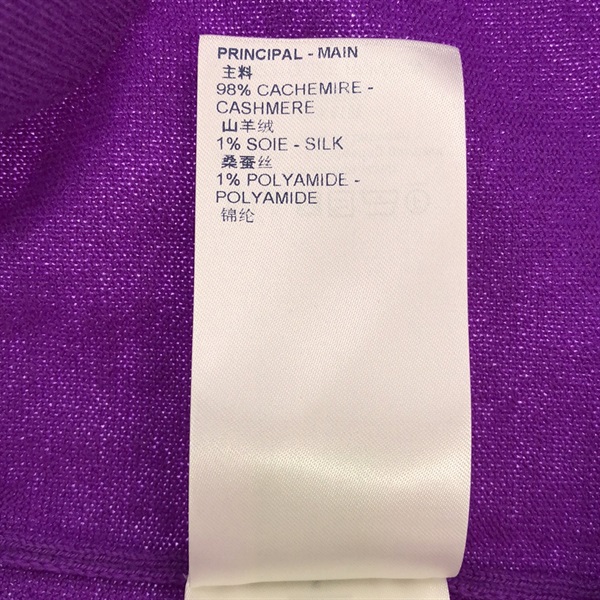 PRINCIPAL - MAIN
主料
98% CACHEMIRE -
CASHMERE
山羊绒
1% SOIE - SILK
桑蚕丝
1% POLYAMIDE -
POLYAMIDE
锦纶